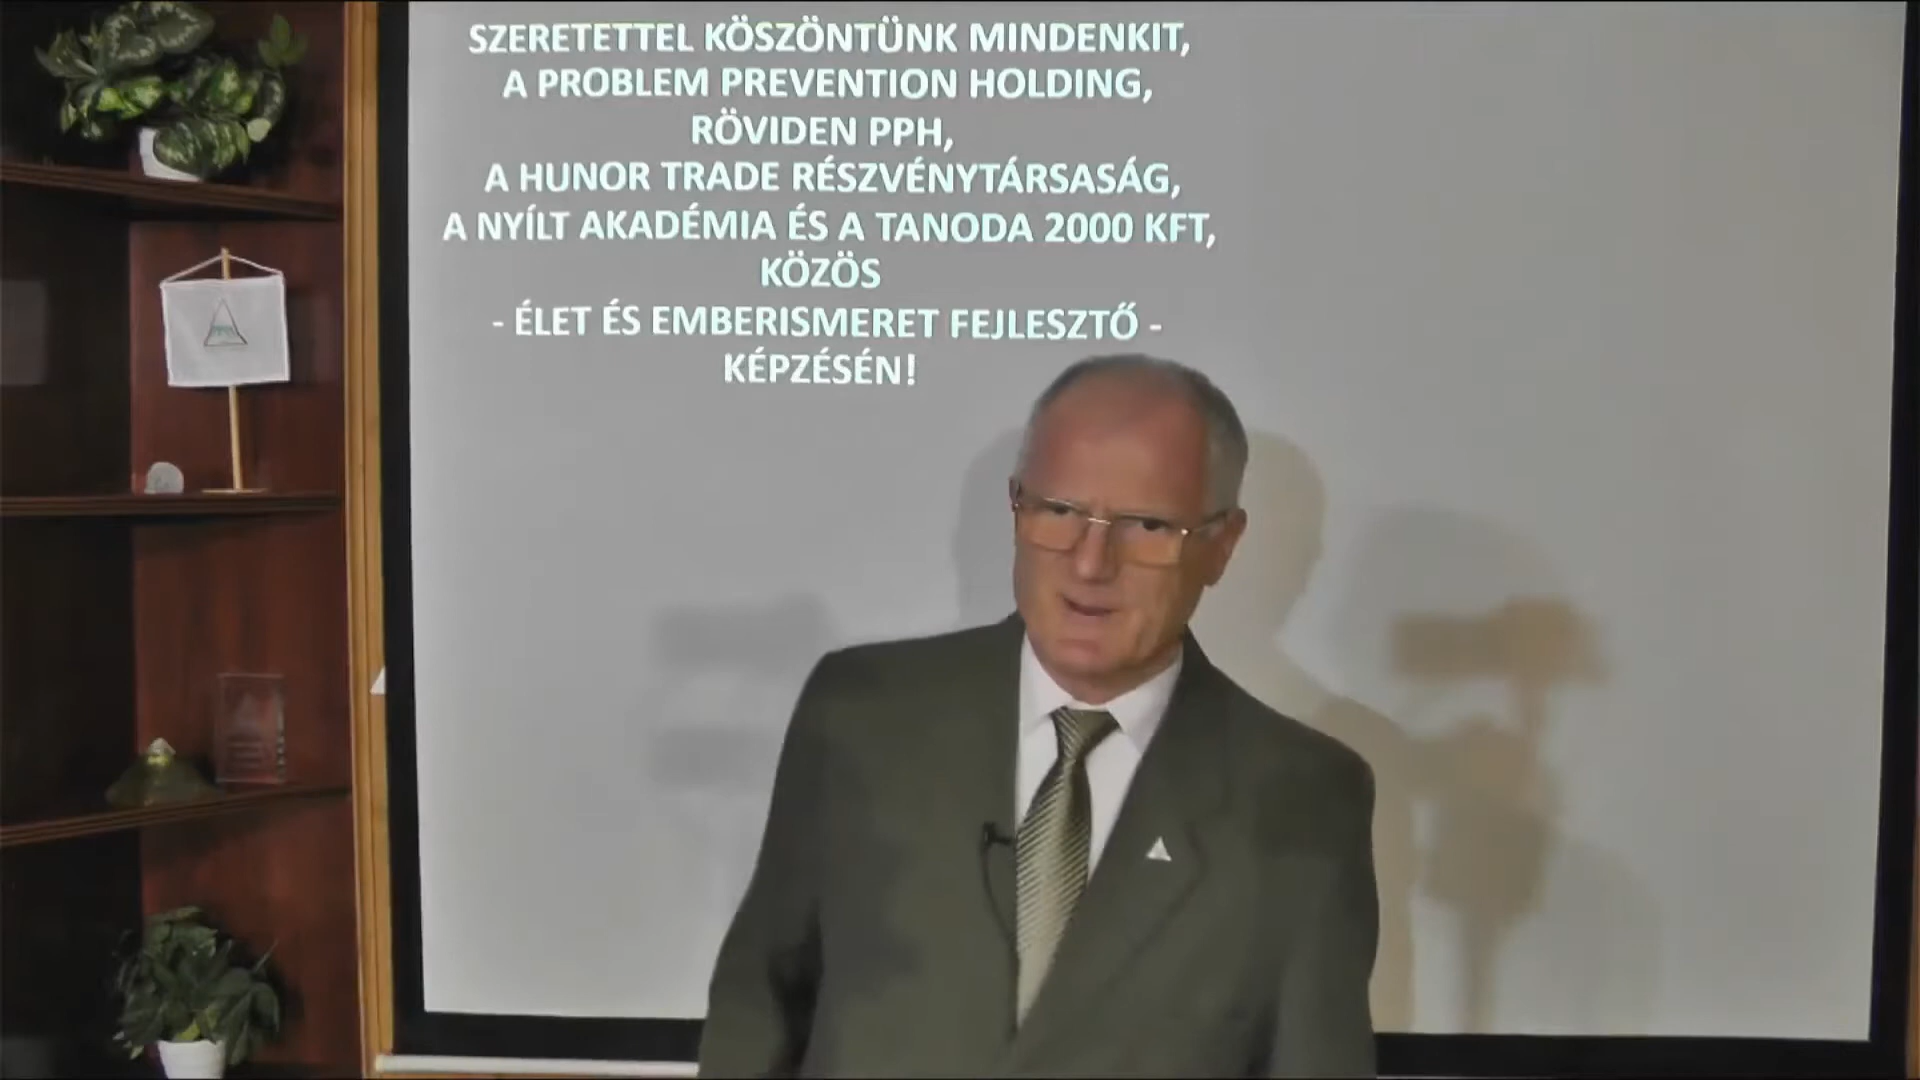 SZERETETTEL KÖSZÖNTÜNK MINDENKIT,
A PROBLEM PREVENTION HOLDING,
RÖVIDEN PPH,
A HUNOR TRADE RÉSZVÉNYTÁRSASÁG,
A NYÍLT AKADÉMIA ÉS A TANODA 2000 KFT,
KÖZÖS
- ÉLET ÉS EMBERISMERET FEJLESZTŐ -
KÉPZÉSÉN!